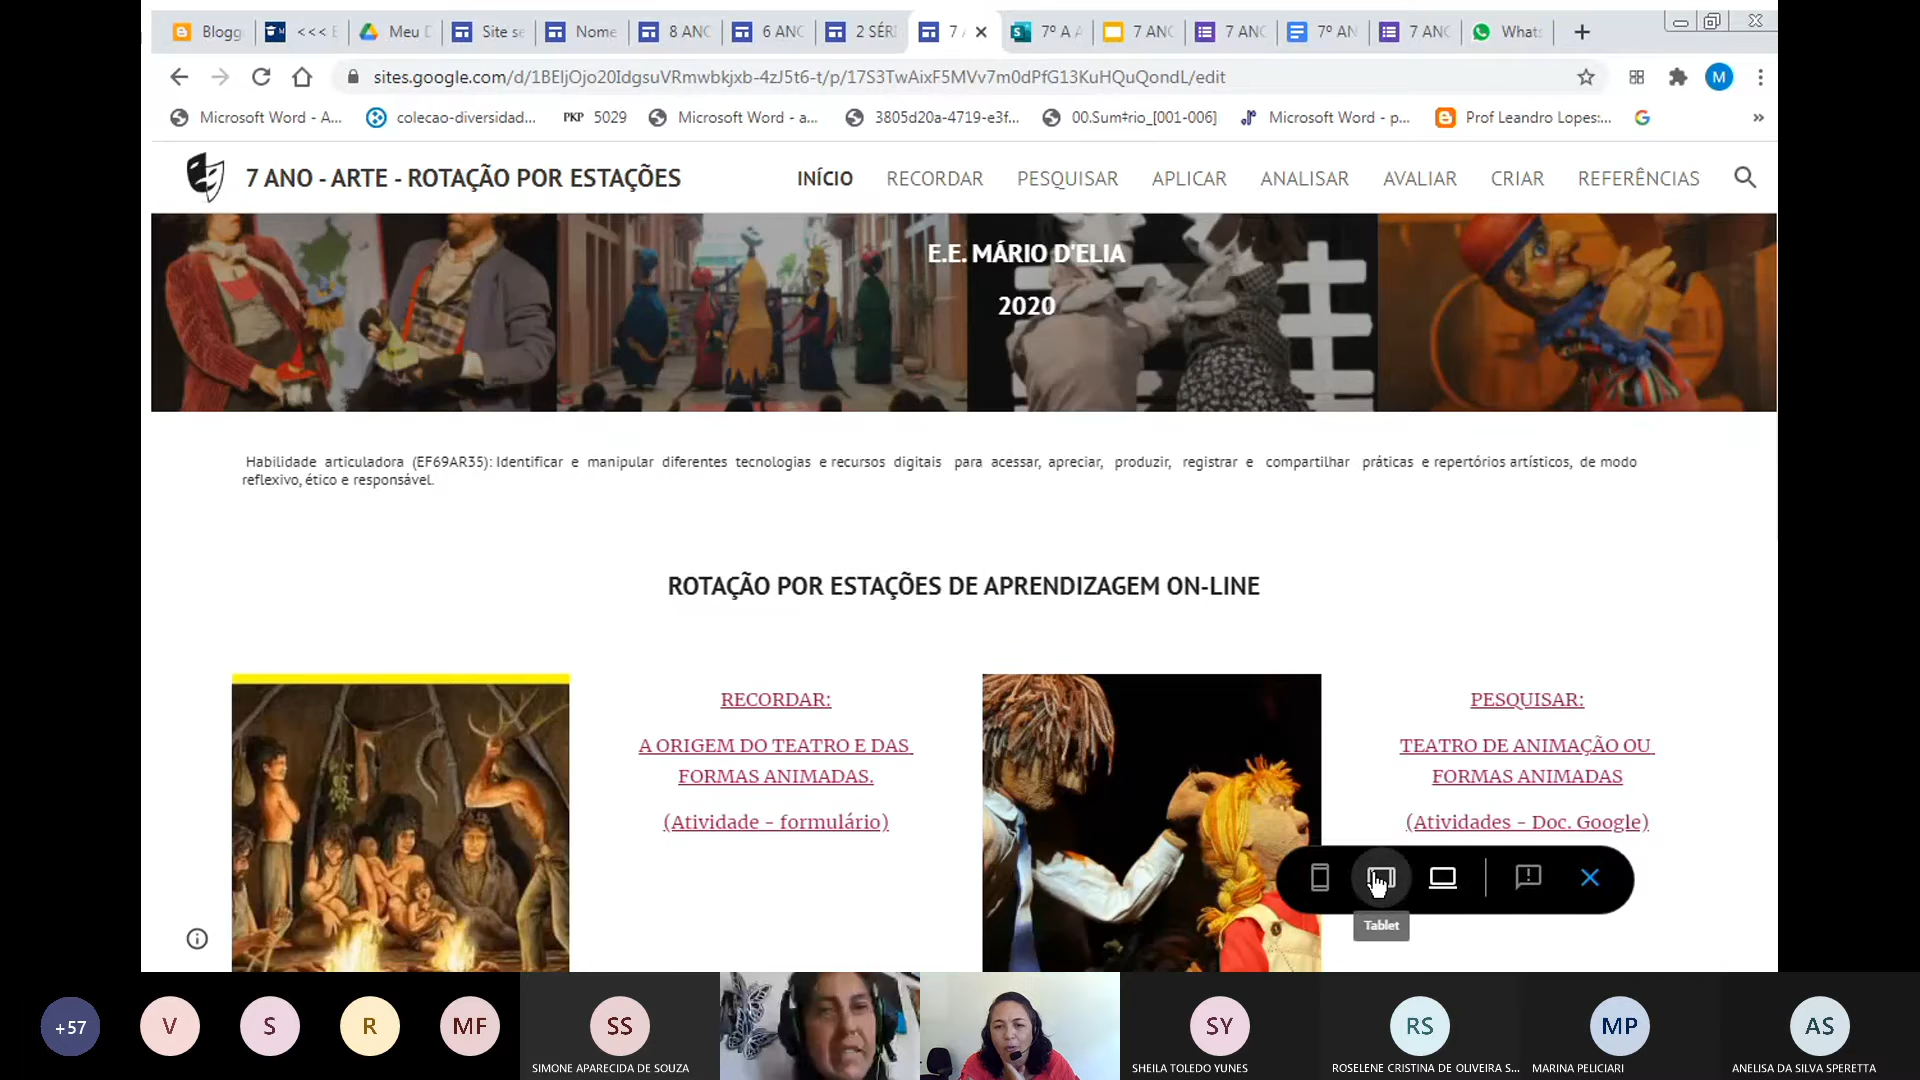 Blogg
<<< E
Meu D
Site se
Nome
8 ANO
6 ANO
2 SÉRI
7 A
7º A A
7 ANO
7 ANO
7º AN
7 ANO
Whats
sites.google.com/d/1BEljOjo20IdgsuVRmwbkjxb-4zJ5t6-t/p/17S3TwAixF5MVv7m0dPfG13KuHQuQondL/edit
M
Microsoft Word - A...
colecao-diversidad...
PKP 5029
Microsoft Word - a...
3805d20a-4719-e3f...
00.Sum‡rio_[001-006]
Microsoft Word - p...
Prof Leandro Lopes:...
»
7 ANO - ARTE - ROTAÇÃO POR ESTAÇÕES
INÍCIO
RECORDAR
PESQUISAR
APLICAR
ANALISAR
AVALIAR
CRIAR
REFERÊNCIAS
E.E. MÁRIO D'ELIA
2020
Habilidade articuladora (EF69AR35): Identificar e manipular diferentes tecnologias e recursos digitais para acessar, apreciar, produzir, registrar e compartilhar práticas e repertórios artísticos, de modo
reflexivo, ético e responsável.
ROTAÇÃO POR ESTAÇÕES DE APRENDIZAGEM ON-LINE
RECORDAR:
A ORIGEM DO TEATRO E DAS
FORMAS ANIMADAS.
(Atividade - formulário)
PESQUISAR:
TEATRO DE ANIMAÇÃO OU
FORMAS ANIMADAS
(Atividades - Doc. Google)
Tablet
+57
V
S
R
MF
SS
SIMONE APARECIDA DE SOUZA
SY
SHEILA TOLEDO YUNES
RS
ROSELENE CRISTINA DE OLIVEIRA S...
MP
MARINA PELICIARI
AS
ANELISA DA SILVA SPERETTA